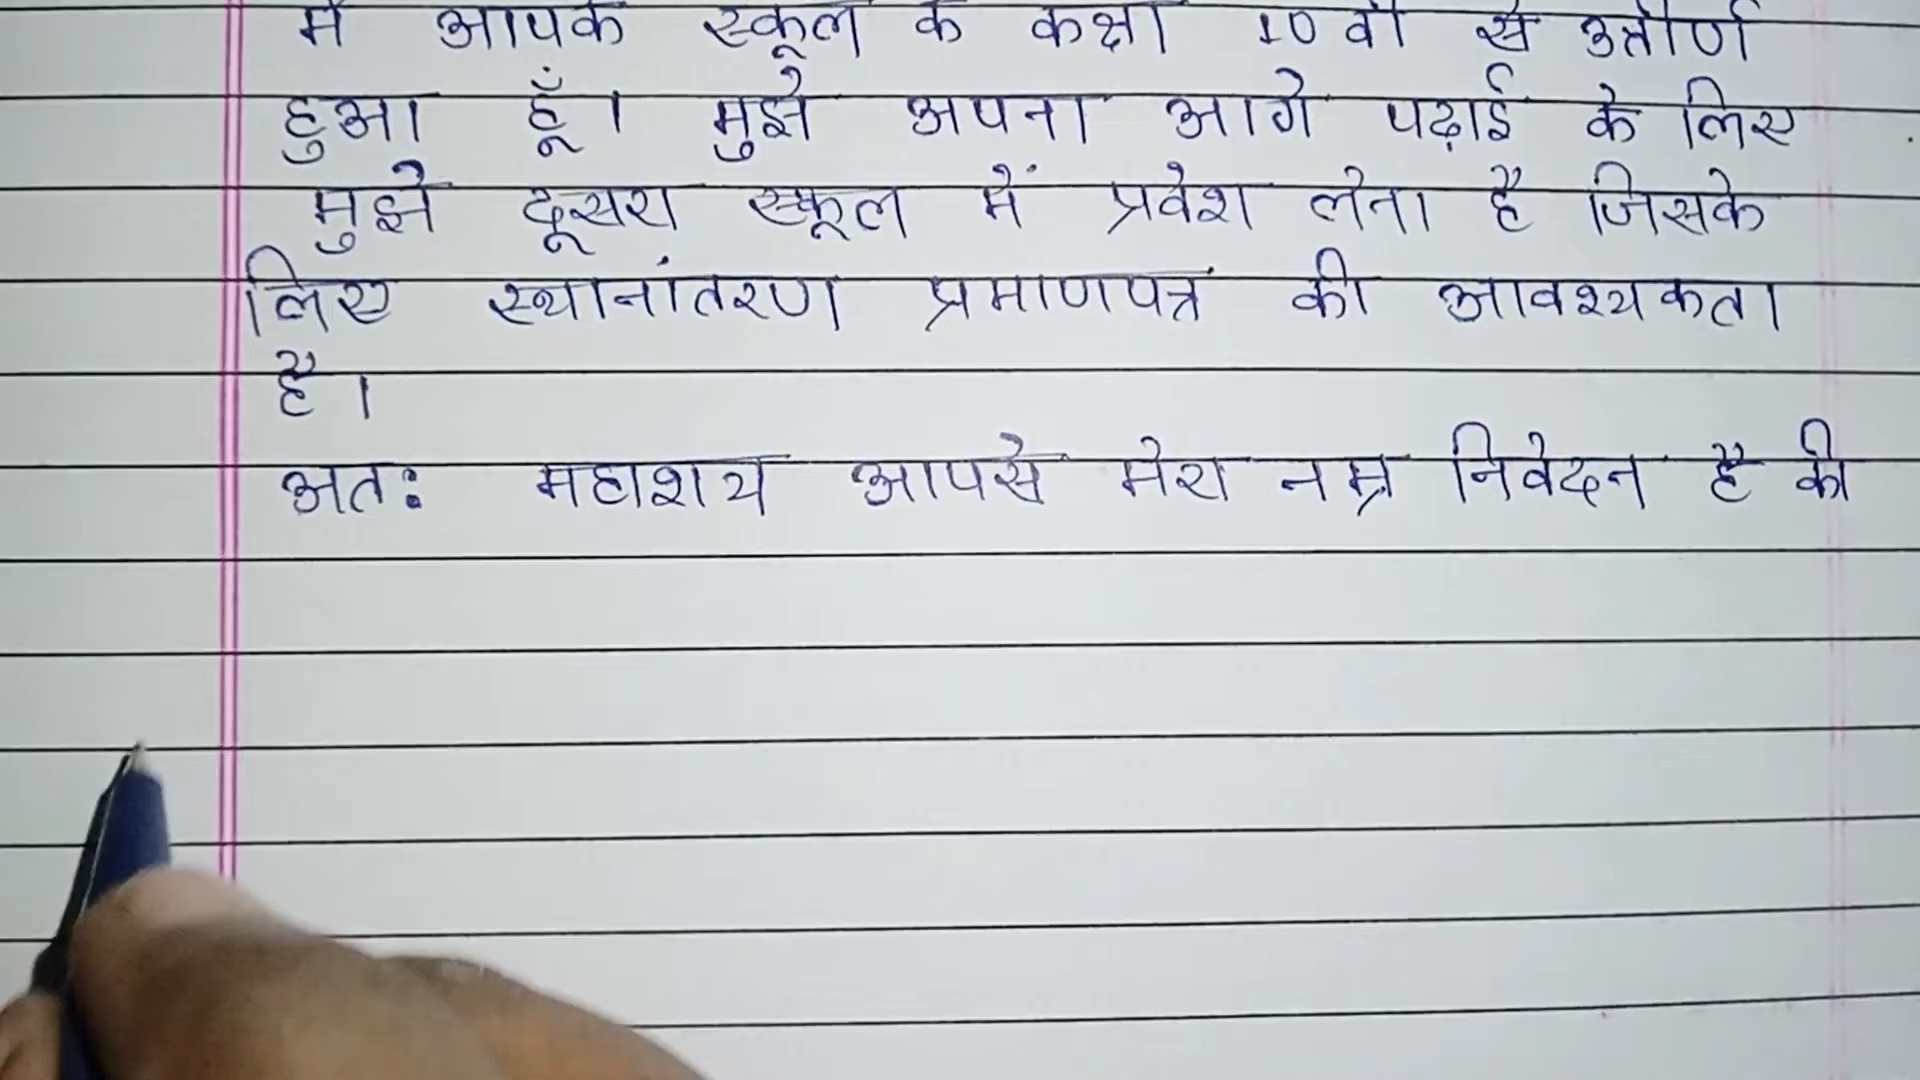 मैं आपके स्कूल के कक्षा 10 वी से उत्तीर्ण
हुआ हूँ। मुझे अपना आगे पढ़ाई के लिए
मुझे दूसरा स्कूल में प्रवेश लेना है जिसके
लिए स्थानांतरण प्रमाणपत्र की आवश्यकता
है।
अतः महाशय आपसे मेरा नम्र निवेदन है की